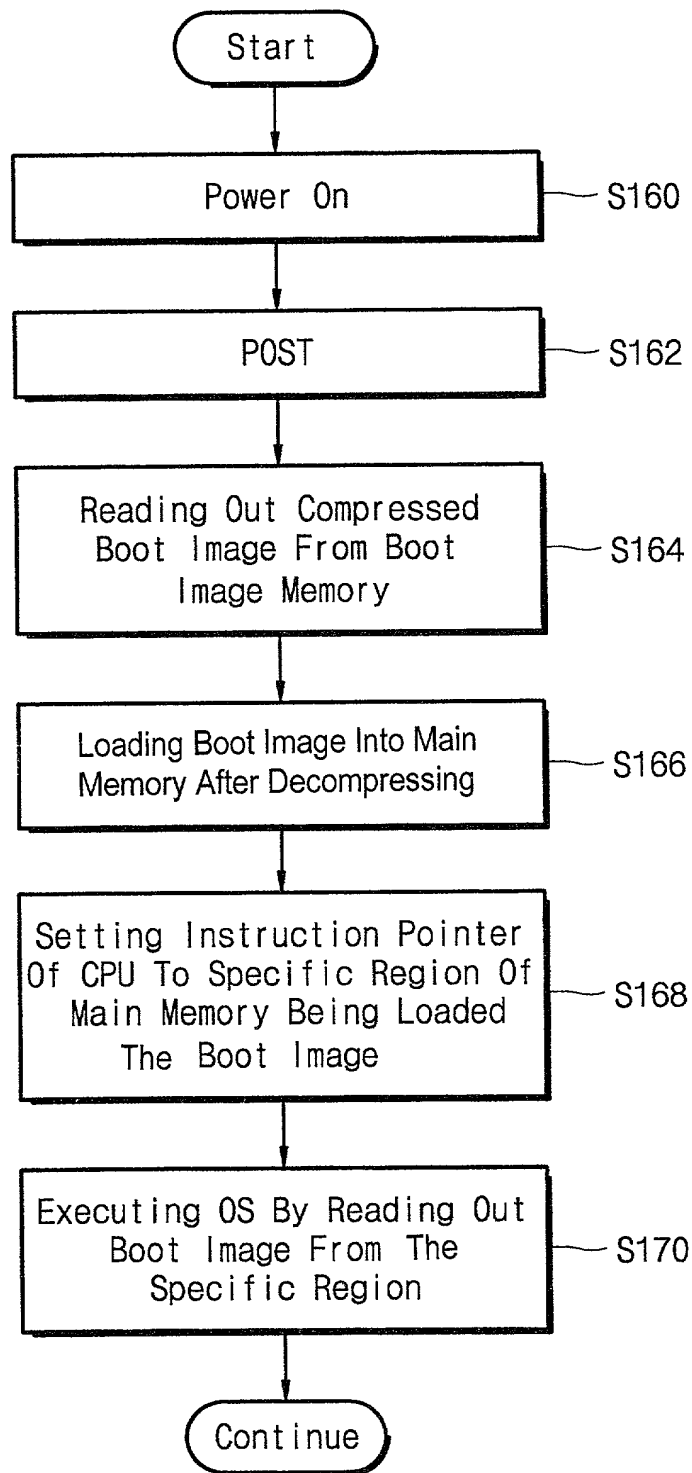 Start
Power On
S160
POST
S162
Reading Out Compressed
Boot Image From Boot
Image Memory
S164
Loading Boot Image Into Main
Memory After Decompressing
S166
Setting Instruction Pointer
Of CPU To Specific Region Of
Main Memory Being Loaded
The Boot Image
S168
Executing OS By Reading Out
Boot Image From The
Specific Region
S170
Continue